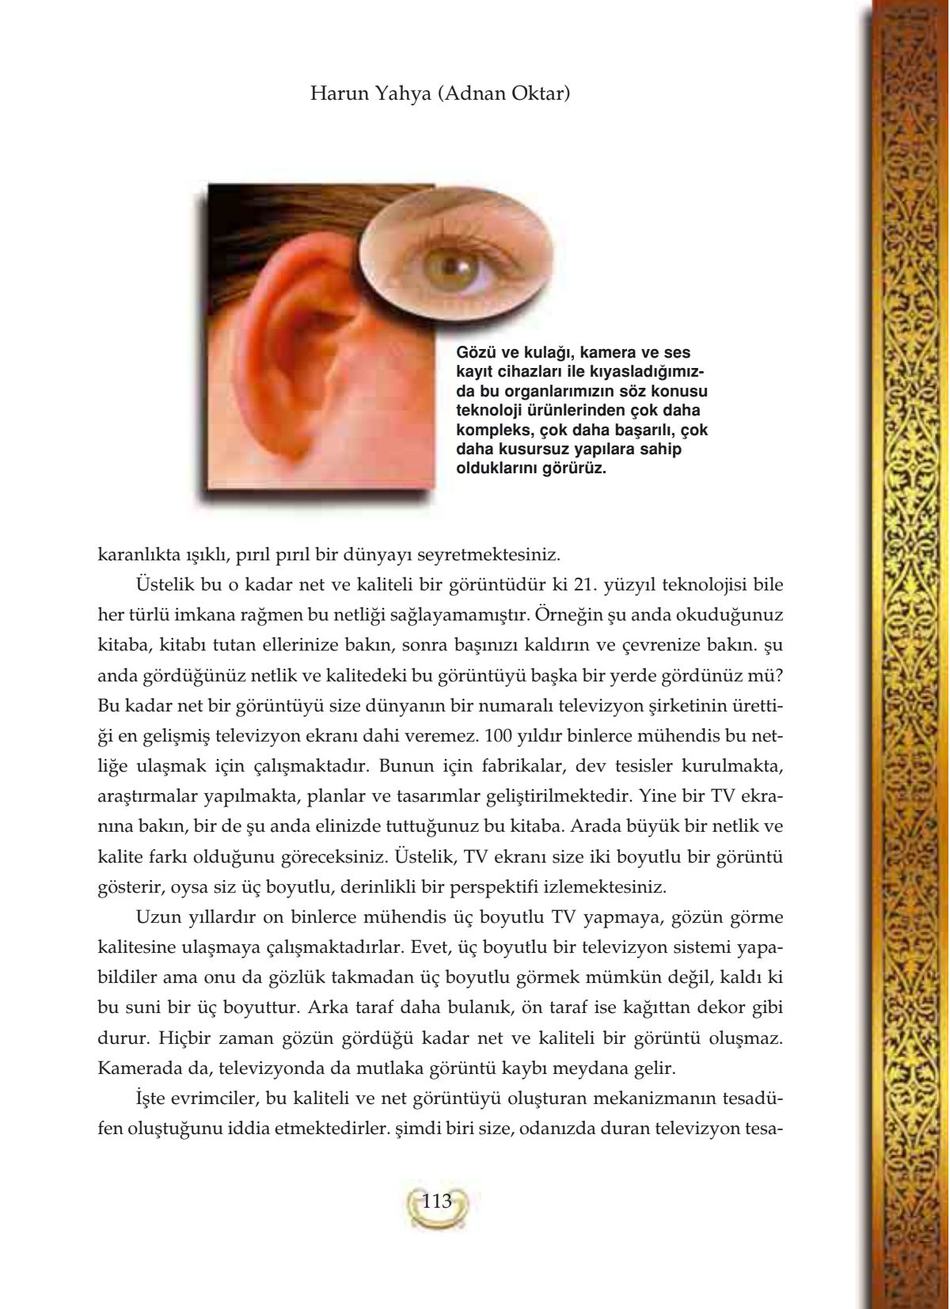 Harun Yahya (Adnan Oktar)
Gözü ve kulağı, kamera ve ses
kayıt cihazları ile kıyasladığımız-
da bu organlarımızın söz konusu
teknoloji ürünlerinden çok daha
kompleks, çok daha başarılı, çok
daha kusursuz yapılara sahip
olduklarını görürüz.
karanlıkta ışıklı, pırıl pırıl bir dünyayı seyretmektesiniz.
Üstelik bu o kadar net ve kaliteli bir görüntüdür ki 21. yüzyıl teknolojisi bile
her türlü imkana rağmen bu netliği sağlayamamıştır. Örneğin şu anda okuduğunuz
kitaba, kitabı tutan ellerinize bakın, sonra başınızı kaldırın ve çevrenize bakın. şu
anda gördüğünüz netlik ve kalitedeki bu görüntüyü başka bir yerde gördünüz mü?
Bu kadar net bir görüntüyü size dünyanın bir numaralı televizyon şirketinin üretti-
ği en gelişmiş televizyon ekranı dahi veremez. 100 yıldır binlerce mühendis bu net-
liğe ulaşmak için çalışmaktadır. Bunun için fabrikalar, dev tesisler kurulmakta,
araştırmalar yapılmakta, planlar ve tasarımlar geliştirilmektedir. Yine bir TV ekra-
nına bakın, bir de şu anda elinizde tuttuğunuz bu kitaba. Arada büyük bir netlik ve
kalite farkı olduğunu göreceksiniz. Üstelik, TV ekranı size iki boyutlu bir görüntü
gösterir, oysa siz üç boyutlu, derinlikli bir perspektifi izlemektesiniz.
Uzun yıllardır on binlerce mühendis üç boyutlu TV yapmaya, gözün görme
kalitesine ulaşmaya çalışmaktadırlar. Evet, üç boyutlu bir televizyon sistemi yapa-
bildiler ama onu da gözlük takmadan üç boyutlu görmek mümkün değil, kaldı ki
bu suni bir üç boyuttur. Arka taraf daha bulanık, ön taraf ise kağıttan dekor gibi
durur. Hiçbir zaman gözün gördüğü kadar net ve kaliteli bir görüntü oluşmaz.
Kamerada da, televizyonda da mutlaka görüntü kaybı meydana gelir.
İşte evrimciler, bu kaliteli ve net görüntüyü oluşturan mekanizmanın tesadü-
fen oluştuğunu iddia etmektedirler. şimdi biri size, odanızda duran televizyon tesa-
113